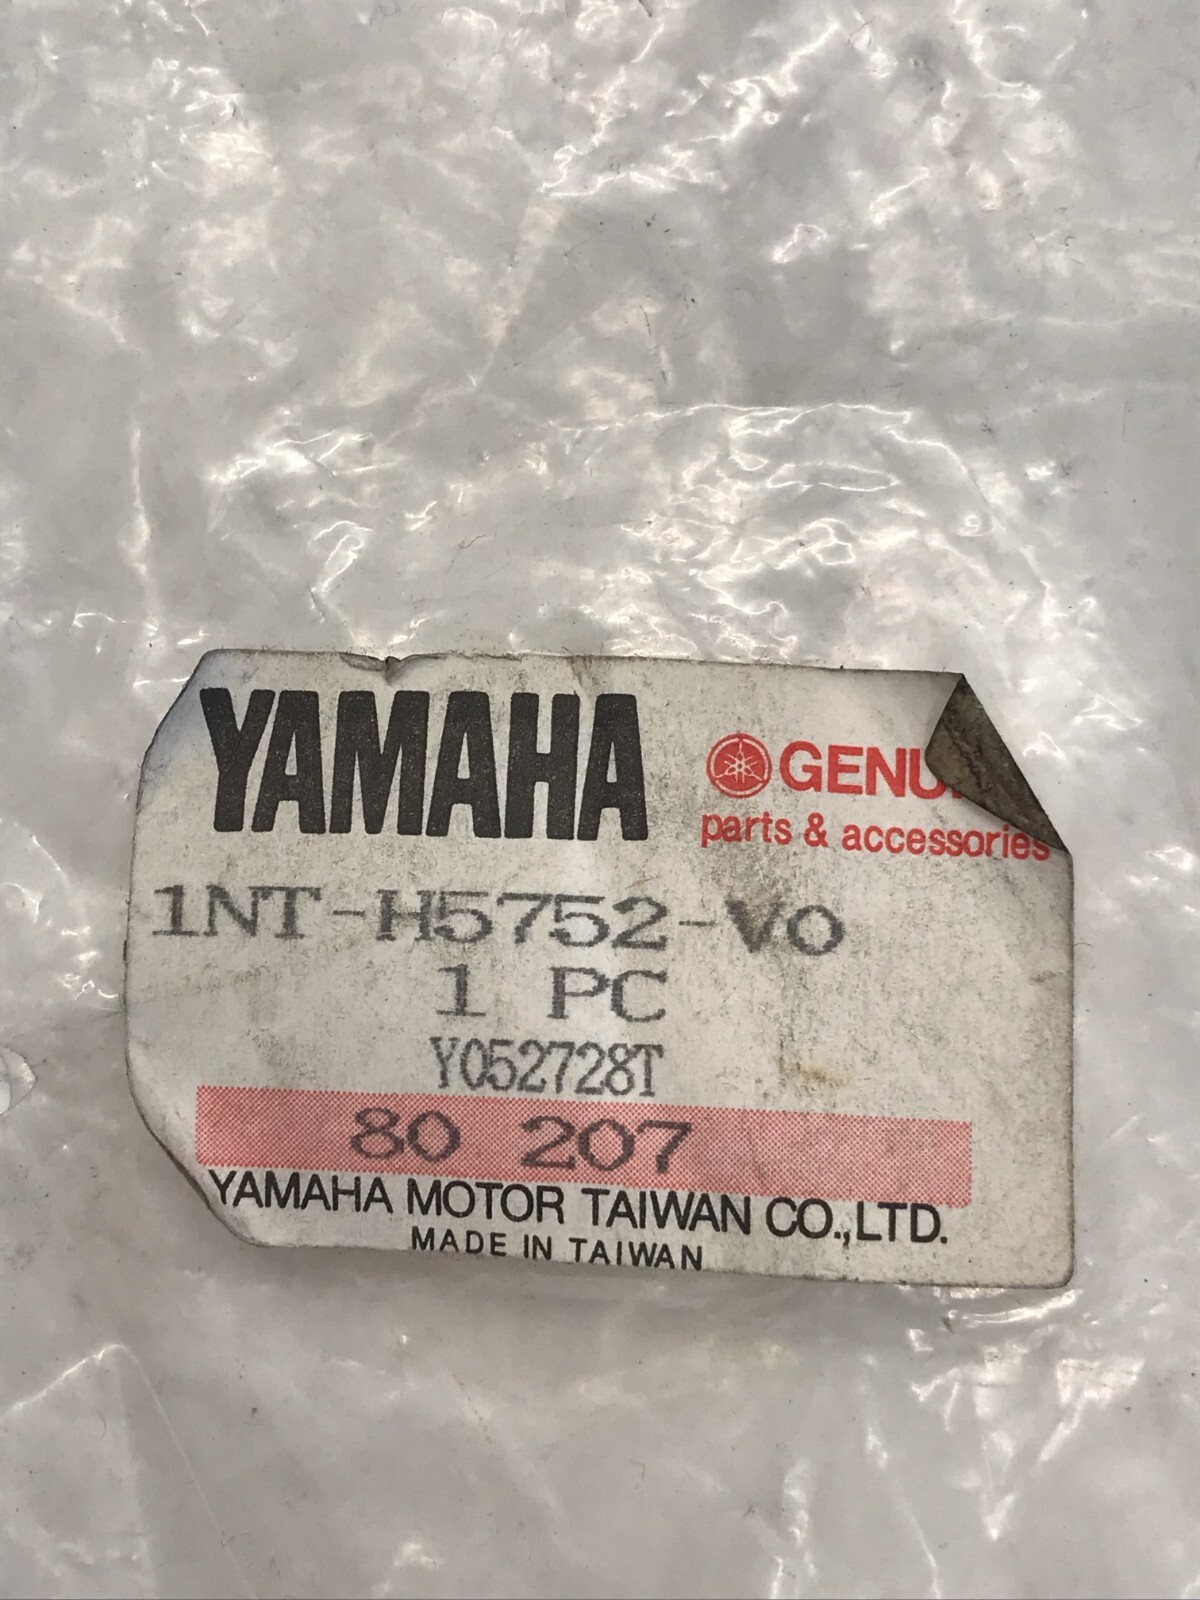 YAMAHA
parts & accessories
1NT-H5752-V0
1 PC
Y052728T
80 207
YAMAHA MOTOR TAIWAN CO.,LTD.
MADE IN TAIWAN